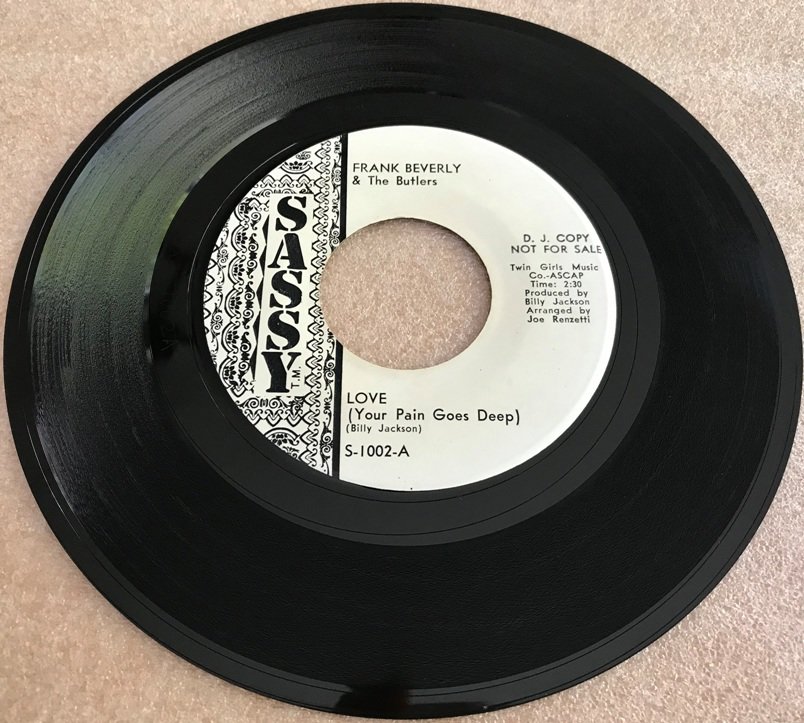 SASSY
T.M.
FRANK BEVERLY
& The Butlers
D. J. COPY
NOT FOR SALE
Twin Girls Music
Co.-ASCAP
Time: 2:30
Produced by
Billy Jackson
Arranged by
Joe Renzetti
LOVE
(Your Pain Goes Deep)
(Billy Jackson)
S-1002-A